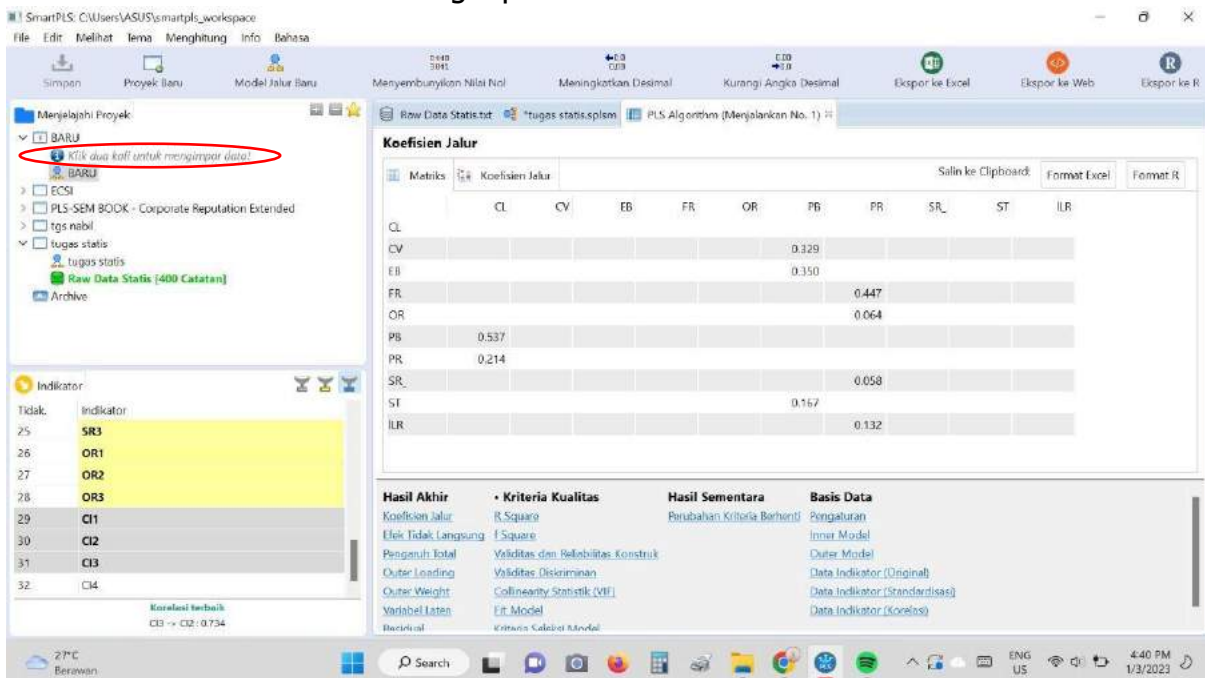 SmartPLS: C:\Users\ASUS\smartpls_workspace
File Edit Melihat Tema Menghitung Info Bahasa
Simpan Proyek Baru Model Jalur Baru Menyembunyikan Nilai Nol Meningkatkan Desimal Kurangi Angka Desimal Ekspor ke Excel Ekspor ke Web Ekspor ke R
Menjelajahi Proyek
BARU
Klik dua kali untuk mengimpor data!
BARU
ECSI
PLS-SEM BOOK - Corporate Reputation Extended
tgs nabil
tugas statis
tugas statis
Raw Data Statis [400 Catatan]
Archive
Indikator
Tidak. Indikator
25 SR3
26 OR1
27 OR2
28 OR3
29 CI1
30 CI2
31 CI3
32 CI4
Korelasi terbaik
CI3 -> CI2 : 0.734
Raw Data Statis.txt *tugas statis.splsm PLS Algorithm (Menjalankan No. 1)
Koefisien Jalur
Matriks Koefisien Jalur Salin ke Clipboard: Format Excel Format R
CL CV EB FR OR PB PR SR_ ST ILR
CL
CV 0.329
EB 0.350
FR 0.447
OR 0.064
PB 0.537
PR 0.214
SR_ 0.058
ST 0.167
ILR 0.132
Hasil Akhir • Kriteria Kualitas Hasil Sementara Basis Data
Koefisien Jalur R Square Perubahan Kriteria Berhenti Pengaturan
Efek Tidak Langsung f Square Inner Model
Pengaruh Total Validitas dan Reliabilitas Konstruk Outer Model
Outer Loading Validitas Diskriminan Data Indikator (Original)
Outer Weight Collinearity Statistik (VIF) Data Indikator (Standardisasi)
Variabel Laten Fit Model Data Indikator (Korelasi)
Residual Kriteria Seleksi Model
27°C
Berawan
Search
ENG
US
4:40 PM
1/3/2023